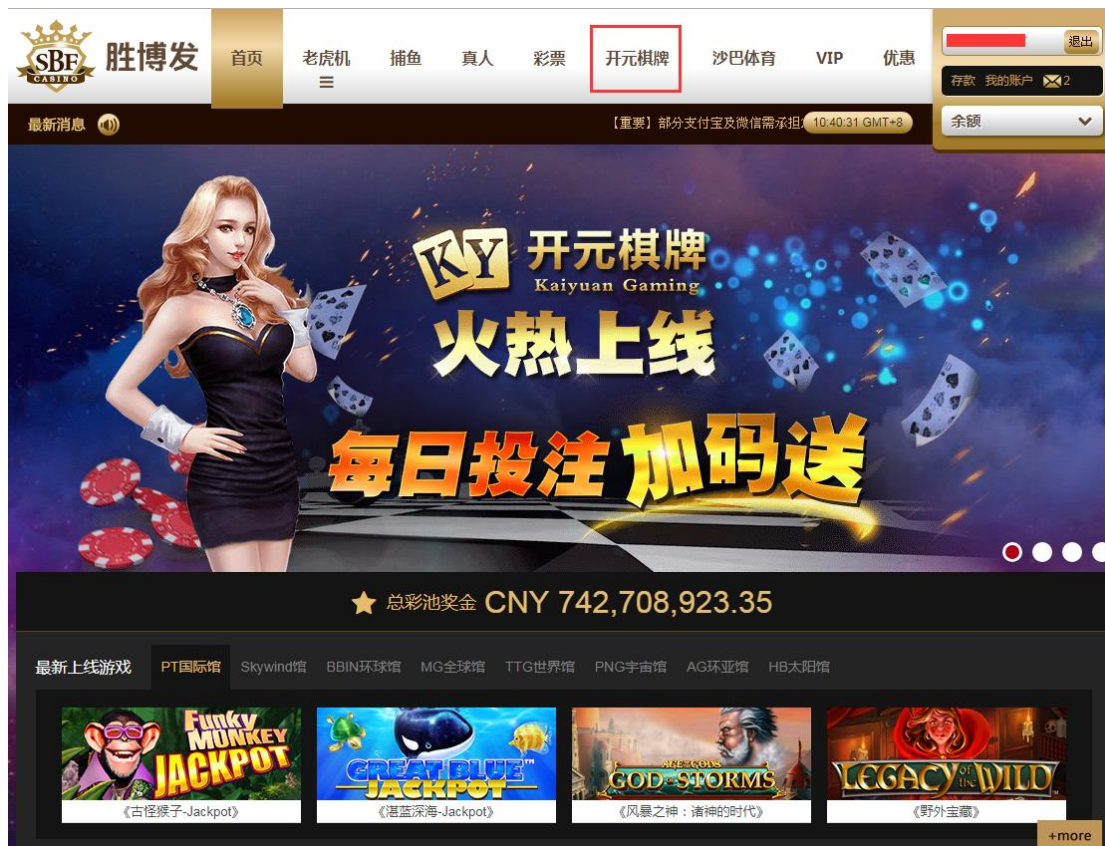 SBF
CASINO
胜博发
首页
老虎机
捕鱼
真人
彩票
开元棋牌
沙巴体育
VIP
优惠
退出
存款 我的账户 2
余额
最新消息
【重要】部分支付宝及微信需承担
10:40:31 GMT+8
KY 开元棋牌
Kaiyuan Gaming
火热上线
每日投注 加码送
总彩池奖金 CNY 742,708,923.35
最新上线游戏
PT国际馆
Skywind馆
BBIN环球馆
MG全球馆
TTG世界馆
PNG宇宙馆
AG环亚馆
HB太阳馆
Funky
MONKEY
JACKPOT
《古怪猴子-Jackpot》
GREAT BLUE™
JACKPOT
《湛蓝深海-Jackpot》
AGE OF THE GODS
GOD OF STORMS
《风暴之神：诸神的时代》
LEGACY OF THE WILD
《野外宝藏》
+more